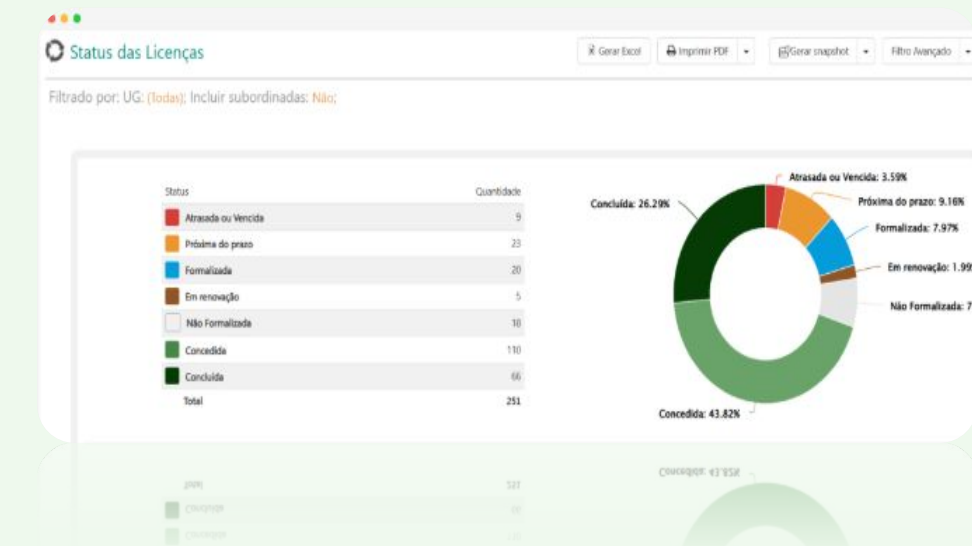 Status das Licenças
Gerar Excel
Imprimir PDF
Gerar snapshot
Filtro Avançado
Filtrado por: UG: (Todas); Incluir subordinadas: Não;
Status Quantidade
Atrasada ou Vencida 9
Próxima do prazo 23
Formalizada 20
Em renovação 5
Não Formalizada 18
Concedida 110
Concluída 66
Total 251
Atrasada ou Vencida: 3.59%
Próxima do prazo: 9.16%
Formalizada: 7.97%
Em renovação: 1.99
Não Formalizada: 7
Concluída: 26.29%
Concedida: 43.82%